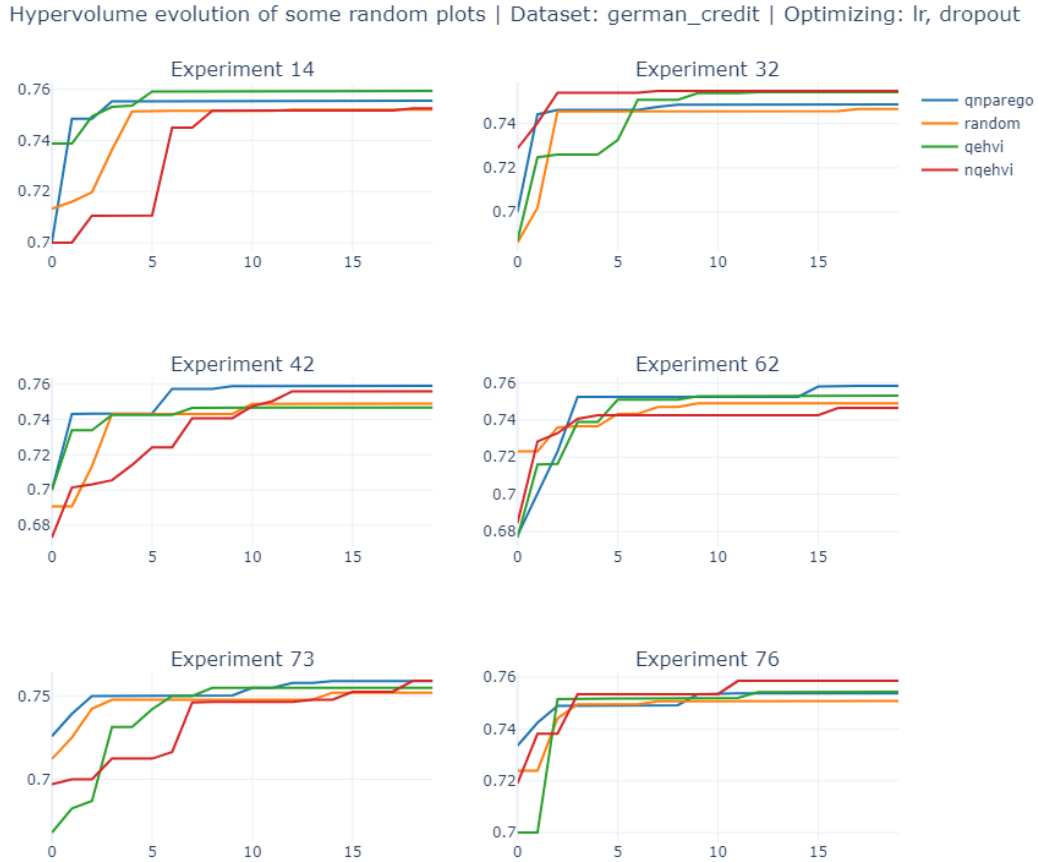 Hypervolume evolution of some random plots | Dataset: german_credit | Optimizing: lr, dropout
Experiment 14
0.76
0.74
0.72
0.7
0 5 10 15
Experiment 32
0.74
0.72
0.7
0 5 10 15
qnparego
random
qehvi
nqehvi
Experiment 42
0.76
0.74
0.72
0.7
0.68
0 5 10 15
Experiment 62
0.76
0.74
0.72
0.7
0.68
0 5 10 15
Experiment 73
0.75
0.7
0 5 10 15
Experiment 76
0.76
0.74
0.72
0.7
0 5 10 15